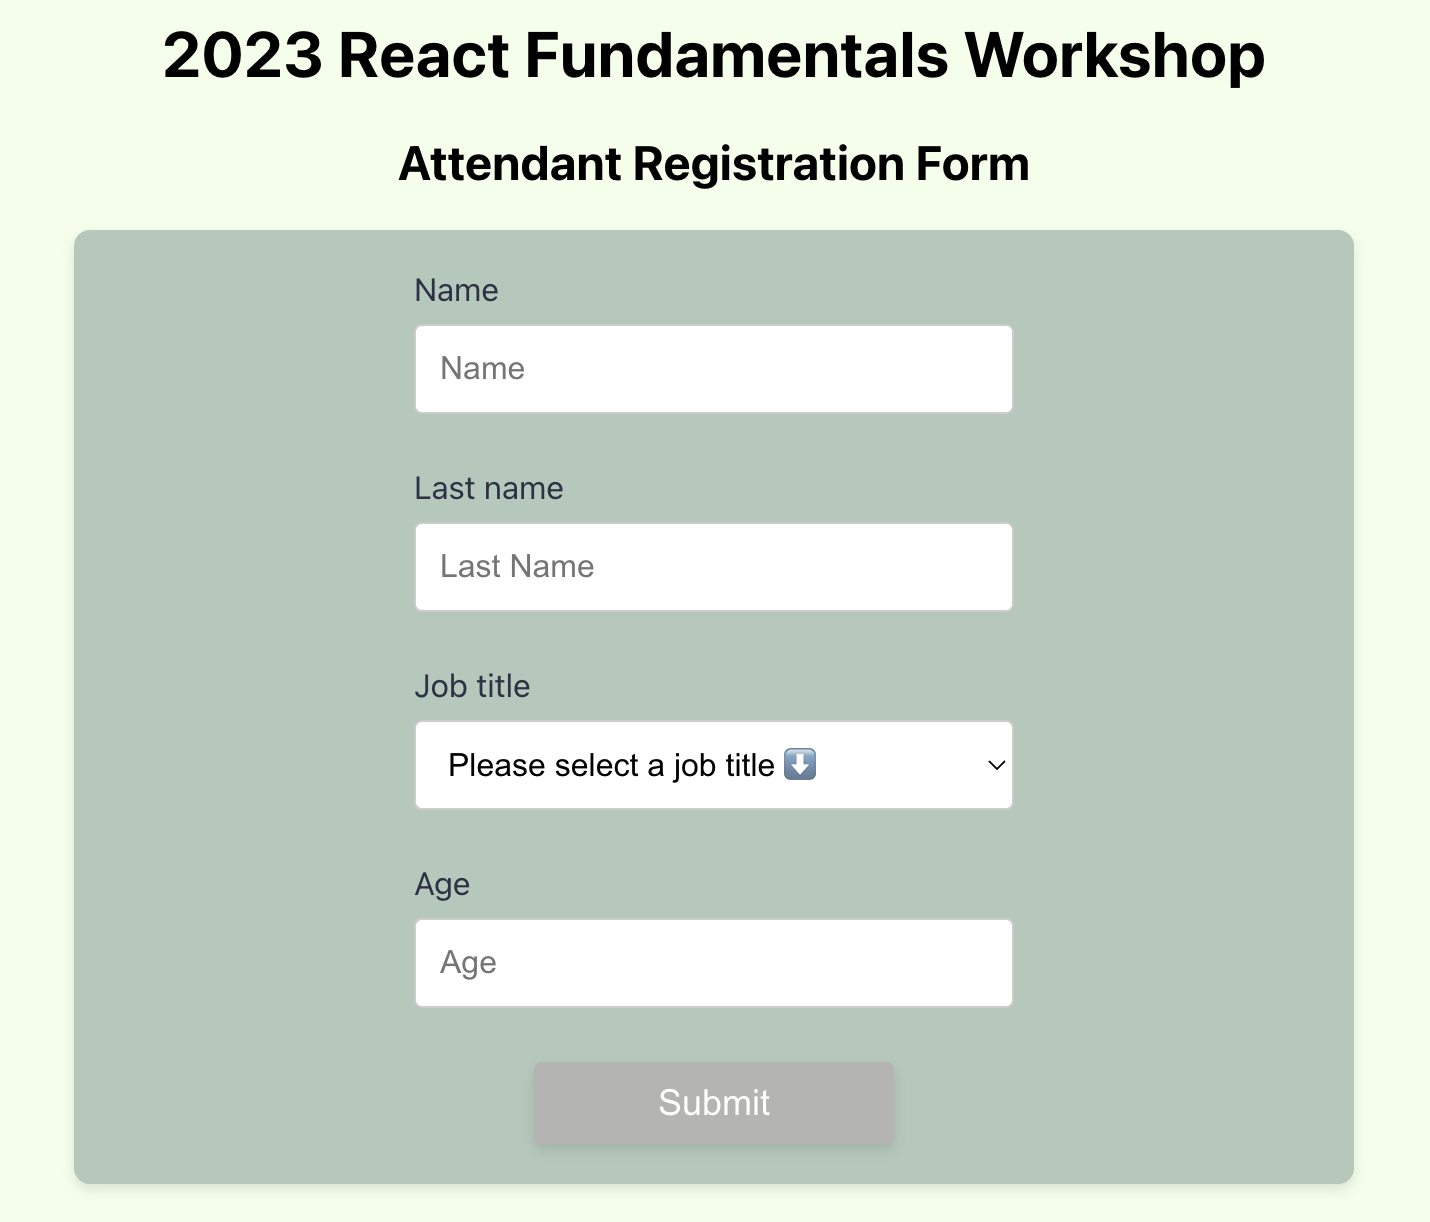 2023 React Fundamentals Workshop
Attendant Registration Form
Name
Name
Last name
Last Name
Job title
Please select a job title ⬇️
Age
Age
Submit